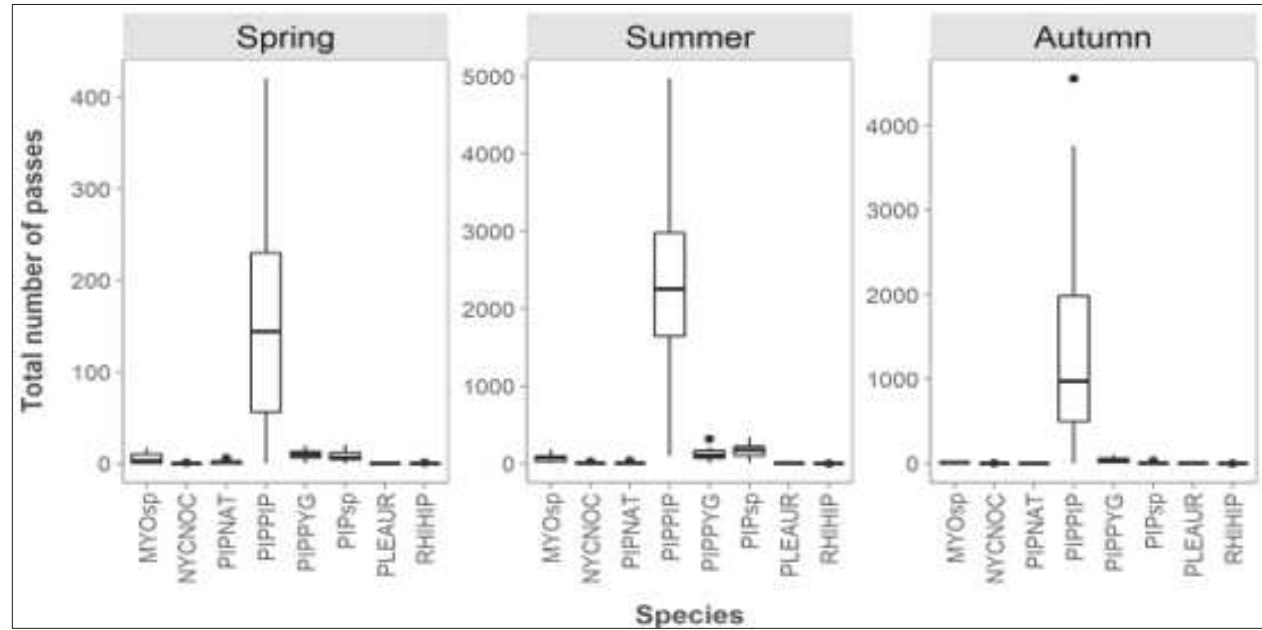 Spring
Summer
Autumn
Total number of passes
400
300
200
100
0
5000
4000
3000
2000
1000
0
4000
3000
2000
1000
0
MYOsp
NYCNOC
PIPNAT
PIPPIP
PIPPYG
PIPsp
PLEAUR
RHIHIP
MYOsp
NYCNOC
PIPNAT
PIPPIP
PIPPYG
PIPsp
PLEAUR
RHIHIP
MYOsp
NYCNOC
PIPNAT
PIPPIP
PIPPYG
PIPsp
PLEAUR
RHIHIP
Species